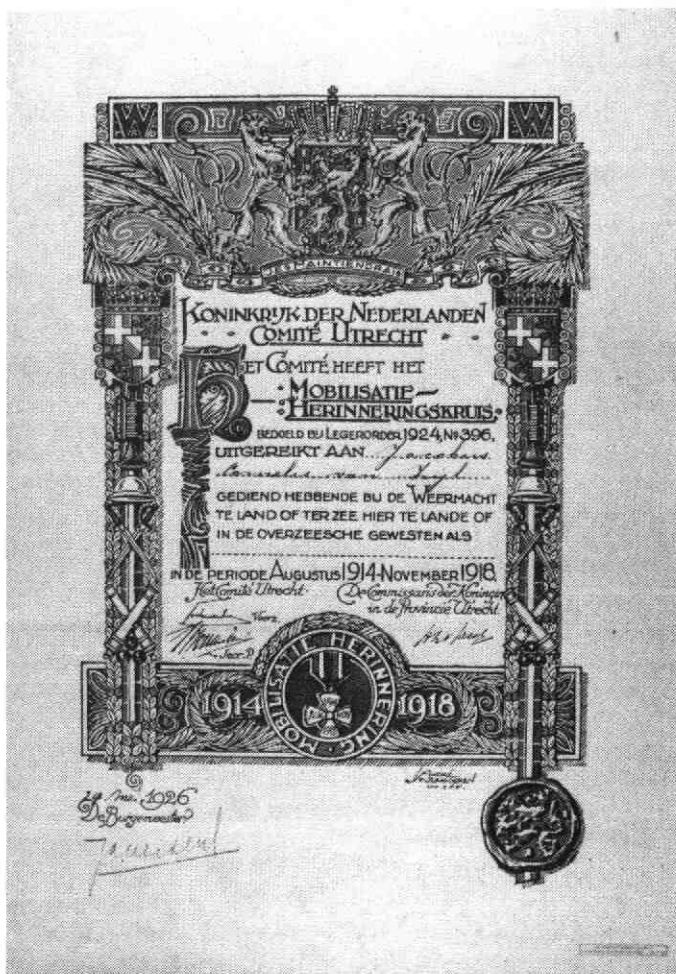 W W
JE MAINTIENDRAI
KONINKRIJK DER NEDERLANDEN
COMITÉ UTRECHT
HET COMITÉ HEEFT HET
MOBILISATIE-
HERINNERINGSKRUIS
BEDOELD BIJ LEGERORDER 1924, No 396,
UITGEREIKT AAN Jacobus
Cornelis van
GEDIEND HEBBENDE BIJ DE WEERMACHT
TE LAND OF TER ZEE HIER TE LANDE OF
IN DE OVERZEESCHE GEWESTEN ALS
IN DE PERIODE AUGUSTUS 1914-NOVEMBER 1918.
Het Comité Utrecht
De Commissaris der Koningin
in de Provincie Utrecht
Voorz.
Secr.
1914 MOBILISATIE HERINNERING 1918
1926
De Burgemeester